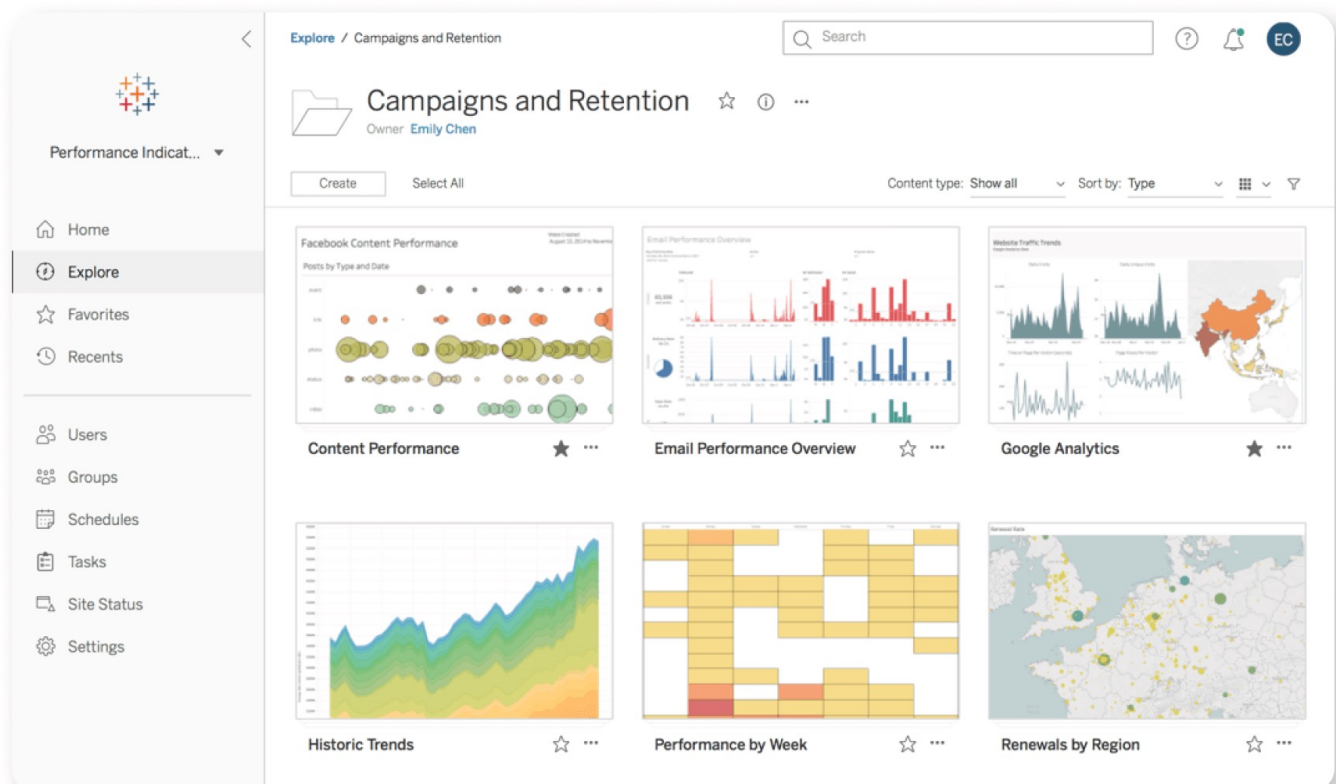 Explore / Campaigns and Retention
Search
?
EC
Campaigns and Retention
Owner Emily Chen
Performance Indicat...
Create
Select All
Content type: Show all
Sort by: Type
Home
Explore
Favorites
Recents
Users
Groups
Schedules
Tasks
Site Status
Settings
Facebook Content Performance
Posts by Type and Date
Content Performance
Email Performance Overview
Email Performance Overview
Website Traffic Trends
Google Analytics
Historic Trends
Performance by Week
Renewal Rate
Renewals by Region